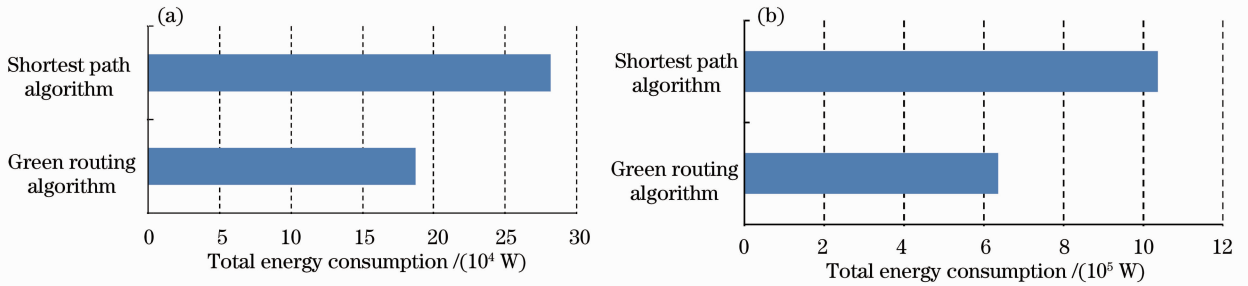 (a)
Shortest path
algorithm
Green routing
algorithm
0 5 10 15 20 25 30
Total energy consumption /(10⁴ W)
(b)
Shortest path
algorithm
Green routing
algorithm
0 2 4 6 8 10 12
Total energy consumption /(10⁵ W)